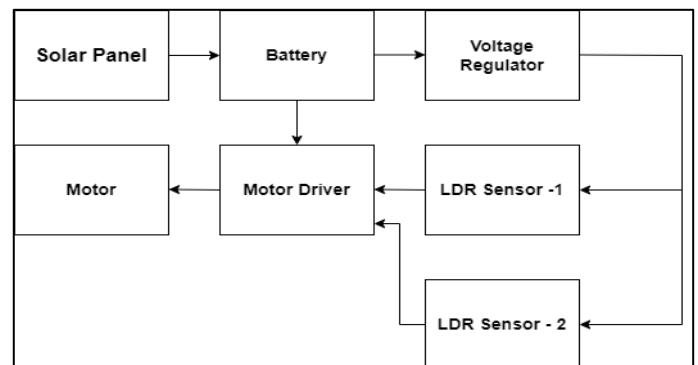 Solar Panel
Battery
Voltage
Regulator
Motor
Motor Driver
LDR Sensor -1
LDR Sensor - 2